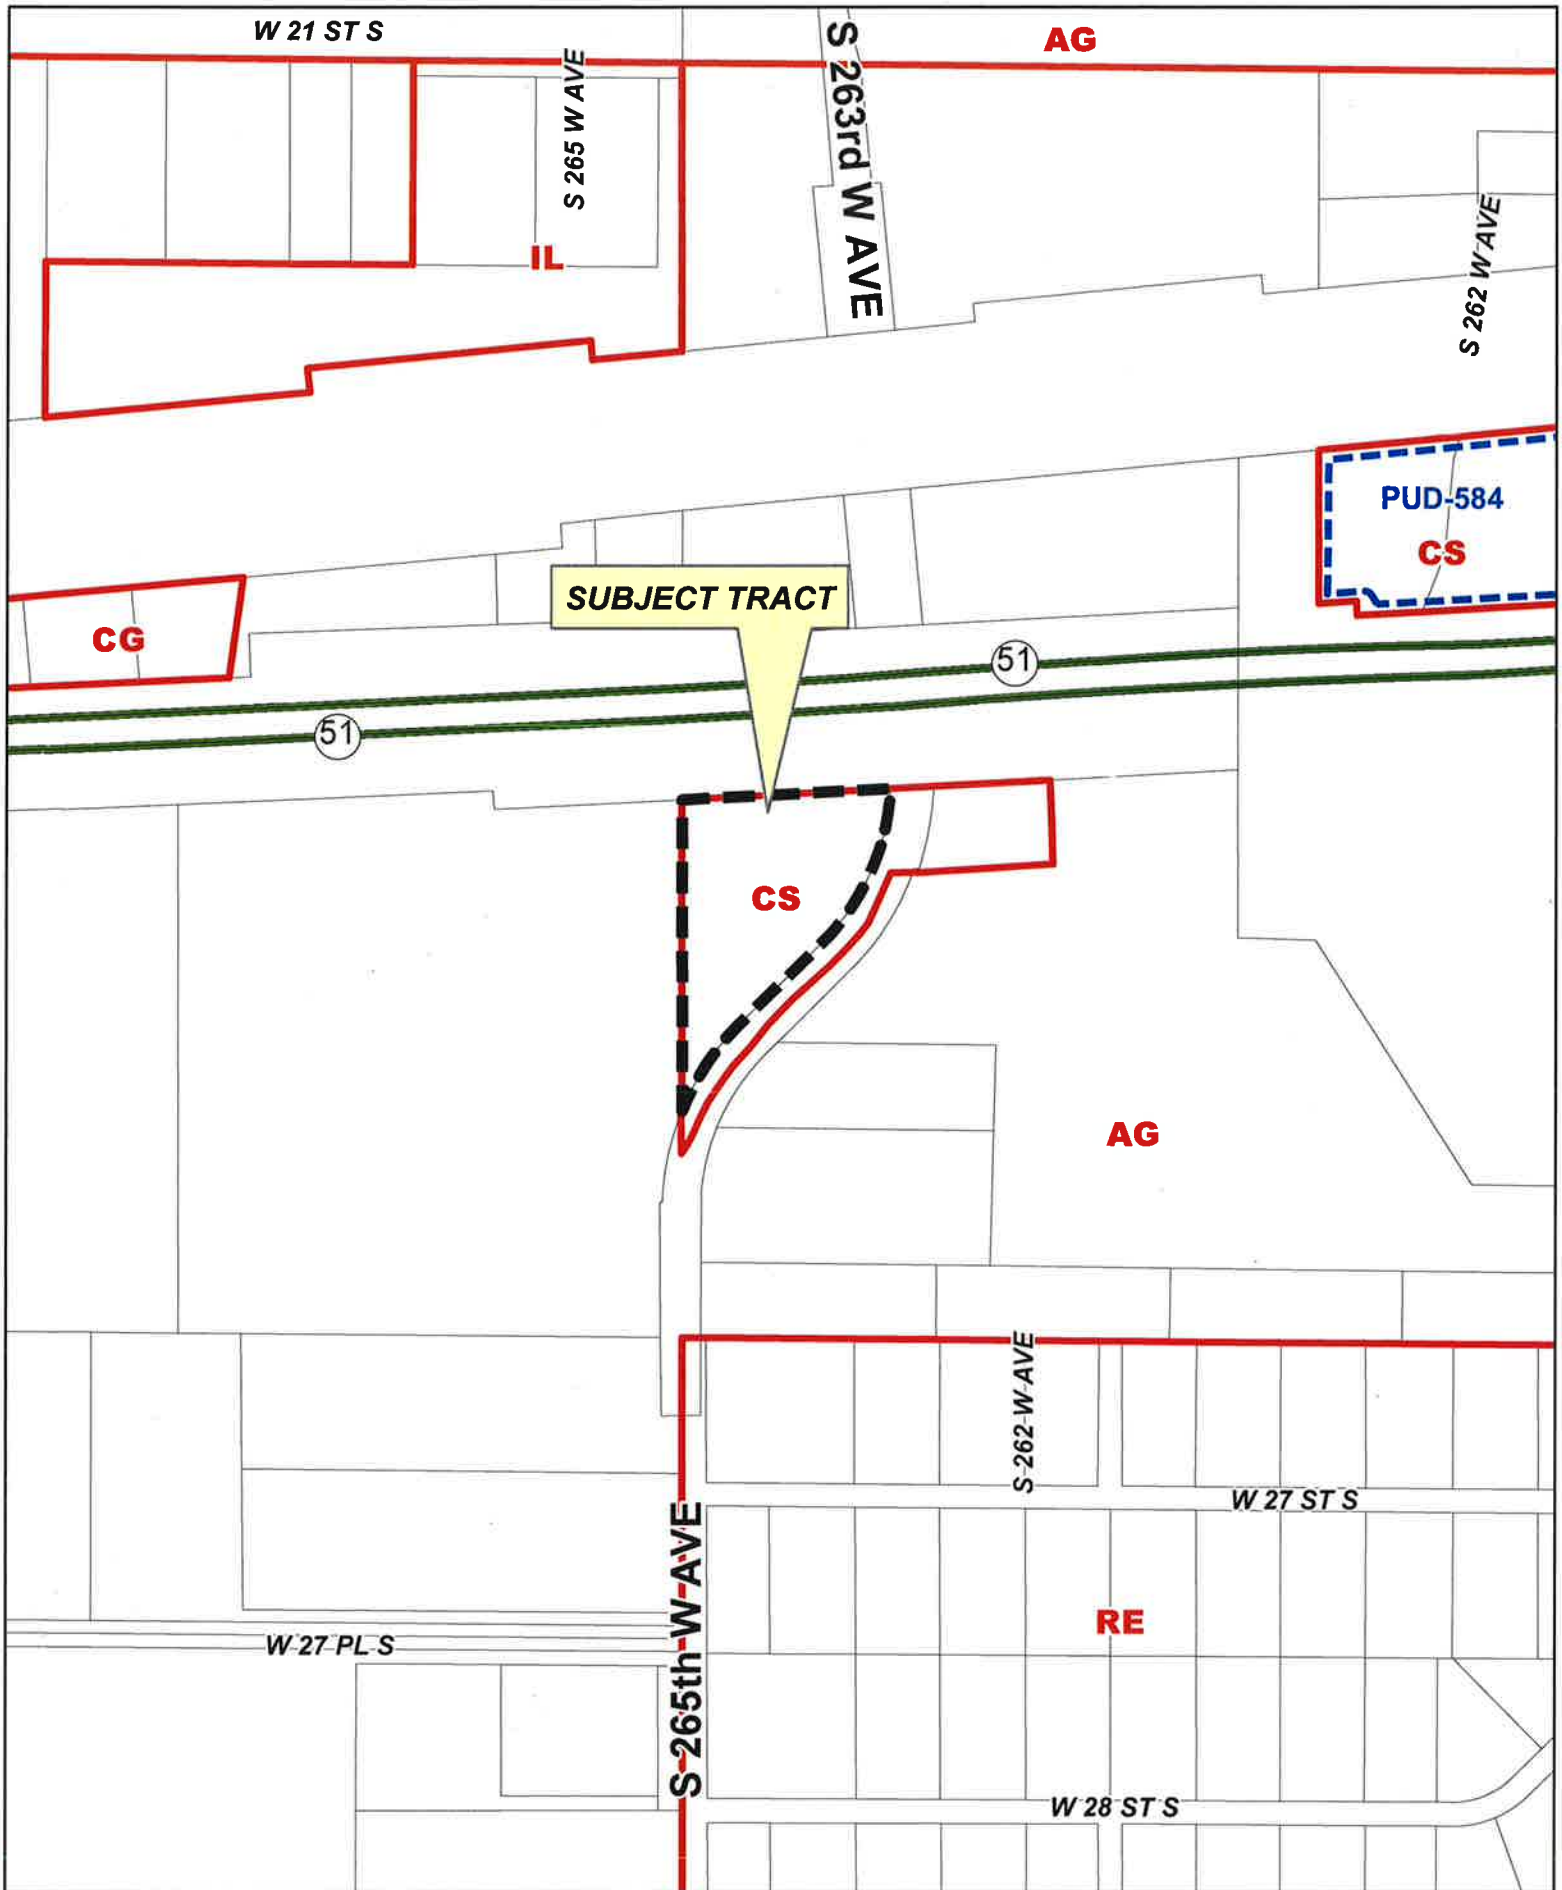 W 21 ST S
AG
S 263rd W AVE
S 265 W AVE
IL
S 262 W AVE
PUD-584
CS
SUBJECT TRACT
CG
51
51
CS
AG
S 262 W AVE
W 27 ST S
S 265th W AVE
RE
W 27 PL S
W 28 ST S